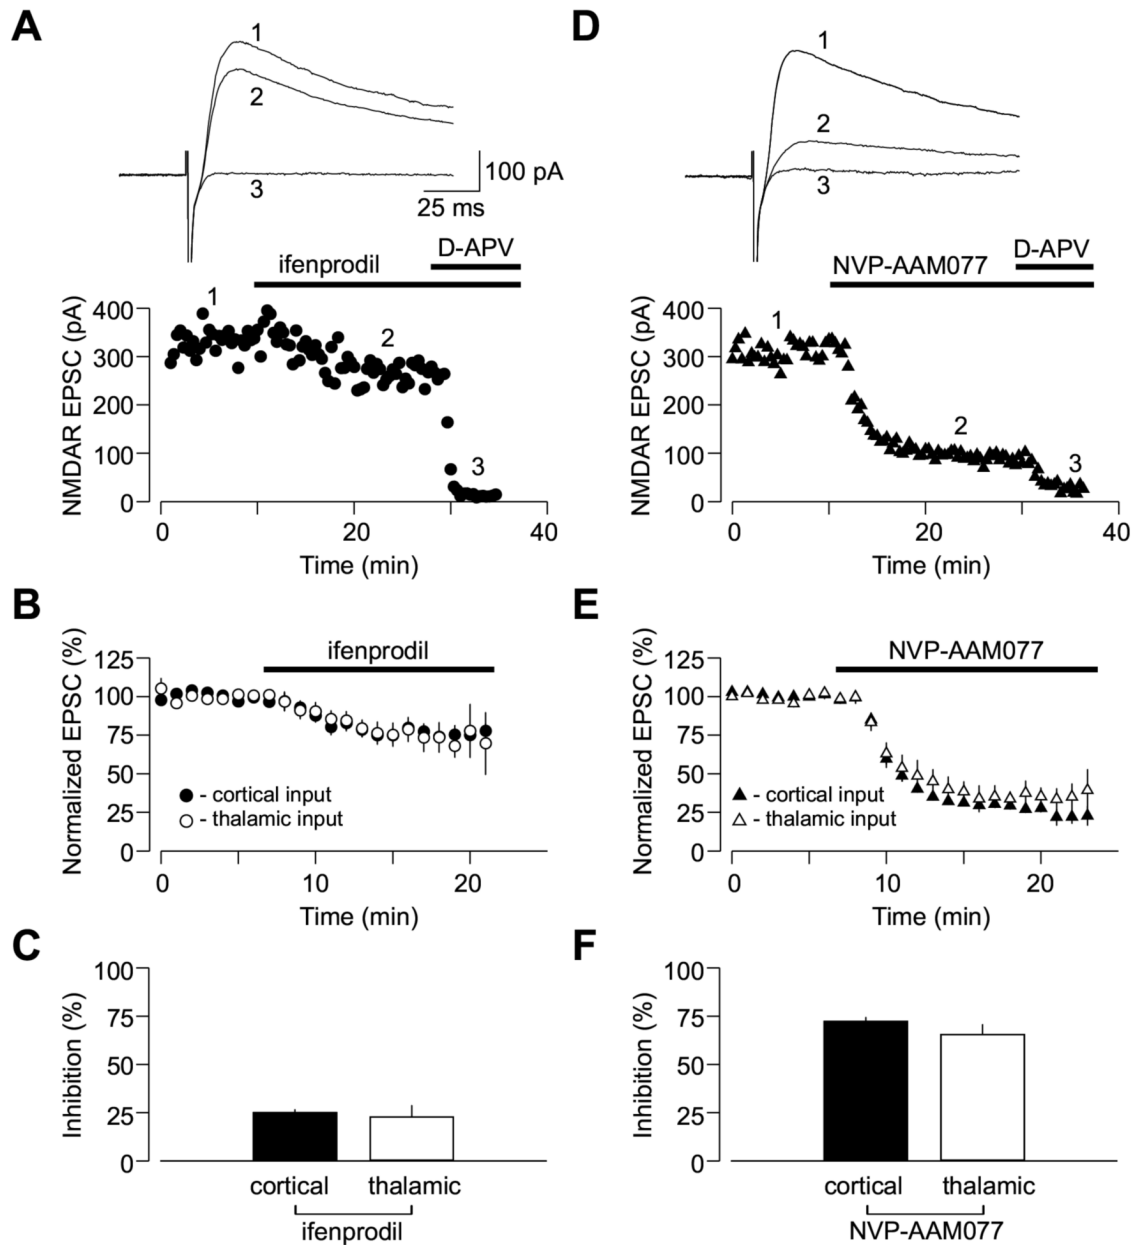 A
1
2
3
100 pA
25 ms
D-APV
ifenprodil
NMDAR EPSC (pA)
400
300
200
100
0
1
2
3
0
20
40
Time (min)
D
1
2
3
D-APV
NVP-AAM077
NMDAR EPSC (pA)
400
300
200
100
0
1
2
3
0
20
40
Time (min)
B
ifenprodil
Normalized EPSC (%)
125
100
75
50
25
0
- cortical input
- thalamic input
0
10
20
Time (min)
E
NVP-AAM077
Normalized EPSC (%)
125
100
75
50
25
0
- cortical input
- thalamic input
0
10
20
Time (min)
C
Inhibition (%)
100
75
50
25
0
cortical
thalamic
ifenprodil
F
Inhibition (%)
100
75
50
25
0
cortical
thalamic
NVP-AAM077